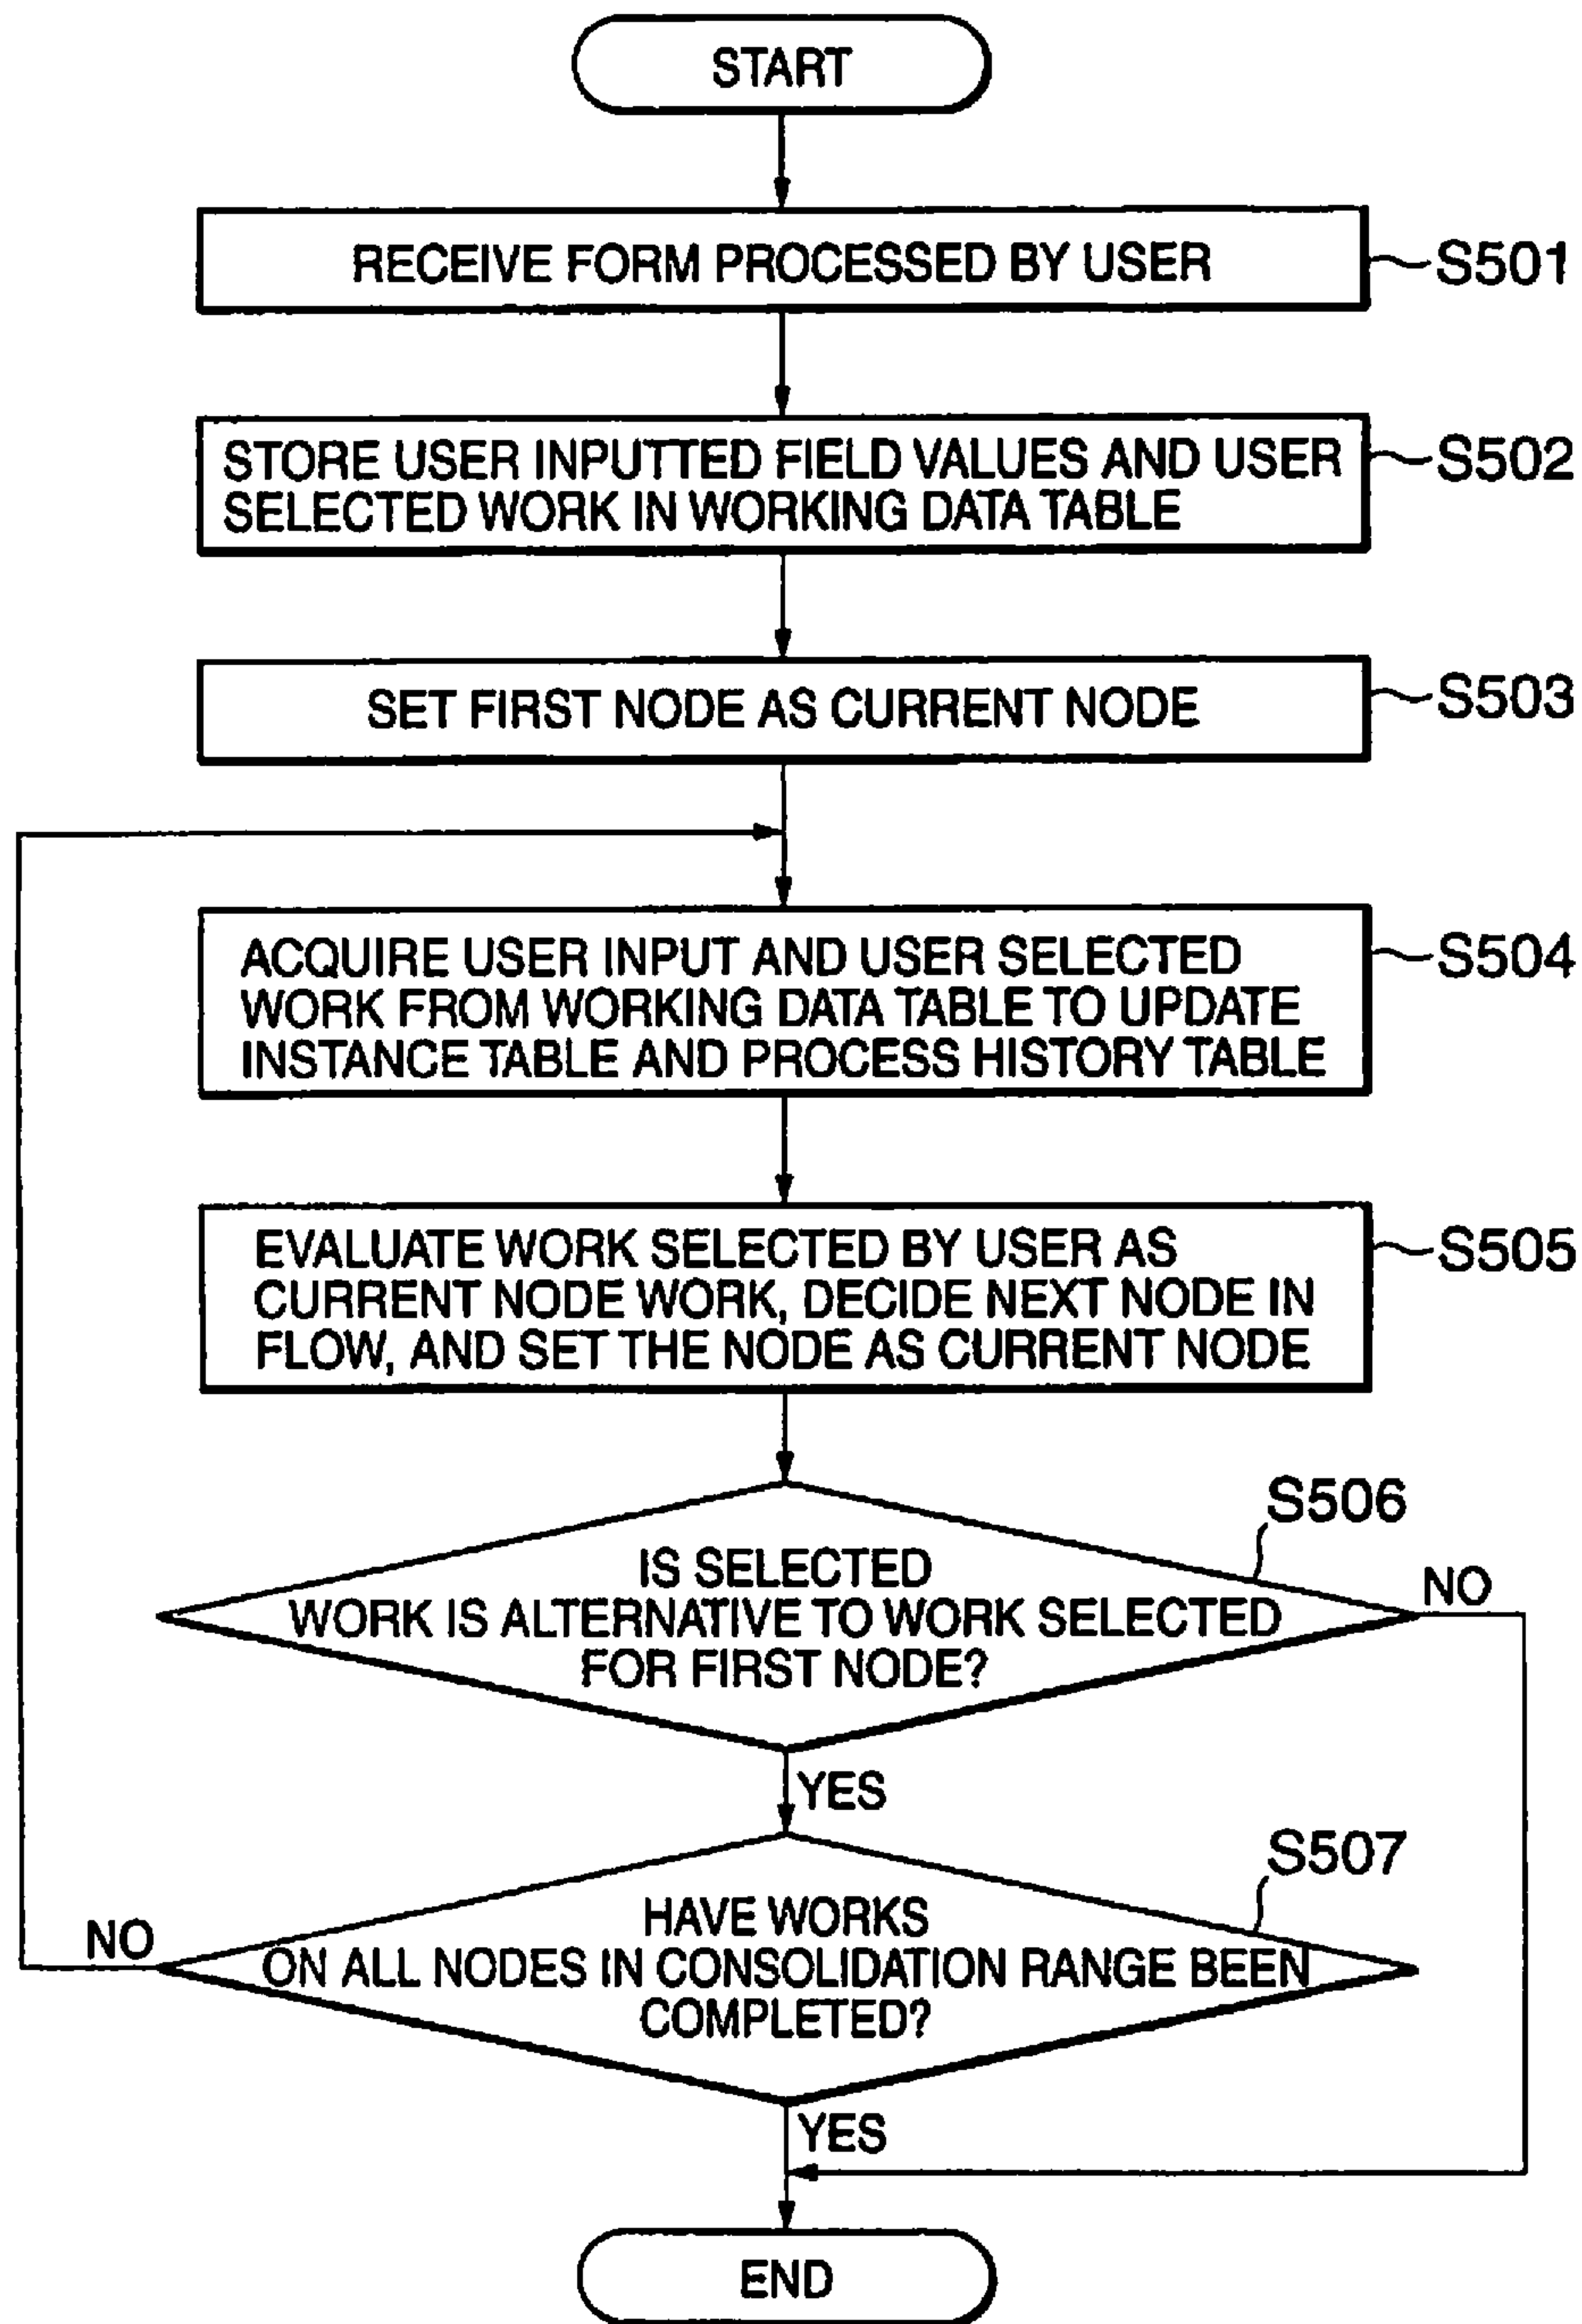 START
RECEIVE FORM PROCESSED BY USER
S501
STORE USER INPUTTED FIELD VALUES AND USER
SELECTED WORK IN WORKING DATA TABLE
S502
SET FIRST NODE AS CURRENT NODE
S503
ACQUIRE USER INPUT AND USER SELECTED
WORK FROM WORKING DATA TABLE TO UPDATE
INSTANCE TABLE AND PROCESS HISTORY TABLE
S504
EVALUATE WORK SELECTED BY USER AS
CURRENT NODE WORK, DECIDE NEXT NODE IN
FLOW, AND SET THE NODE AS CURRENT NODE
S505
S506
IS SELECTED
WORK IS ALTERNATIVE TO WORK SELECTED
FOR FIRST NODE?
NO
YES
S507
HAVE WORKS
ON ALL NODES IN CONSOLIDATION RANGE BEEN
COMPLETED?
NO
YES
END